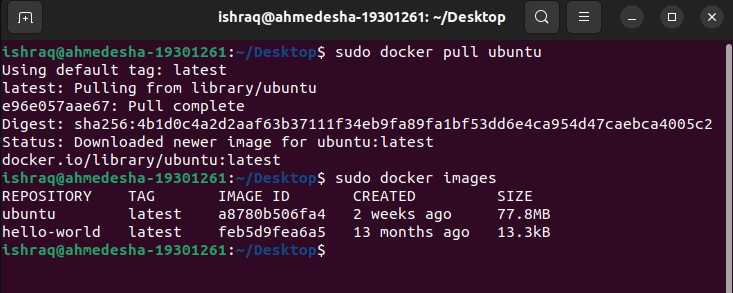 ishraq@ahmedesha-19301261: ~/Desktop
ishraq@ahmedesha-19301261:~/Desktop$ sudo docker pull ubuntu
Using default tag: latest
latest: Pulling from library/ubuntu
e96e057aae67: Pull complete
Digest: sha256:4b1d0c4a2d2aaf63b37111f34eb9fa89fa1bf53dd6e4ca954d47caebca4005c2
Status: Downloaded newer image for ubuntu:latest
docker.io/library/ubuntu:latest
ishraq@ahmedesha-19301261:~/Desktop$ sudo docker images
REPOSITORY    TAG       IMAGE ID       CREATED         SIZE
ubuntu        latest    a8780b506fa4   2 weeks ago     77.8MB
hello-world   latest    feb5d9fea6a5   13 months ago   13.3kB
ishraq@ahmedesha-19301261:~/Desktop$